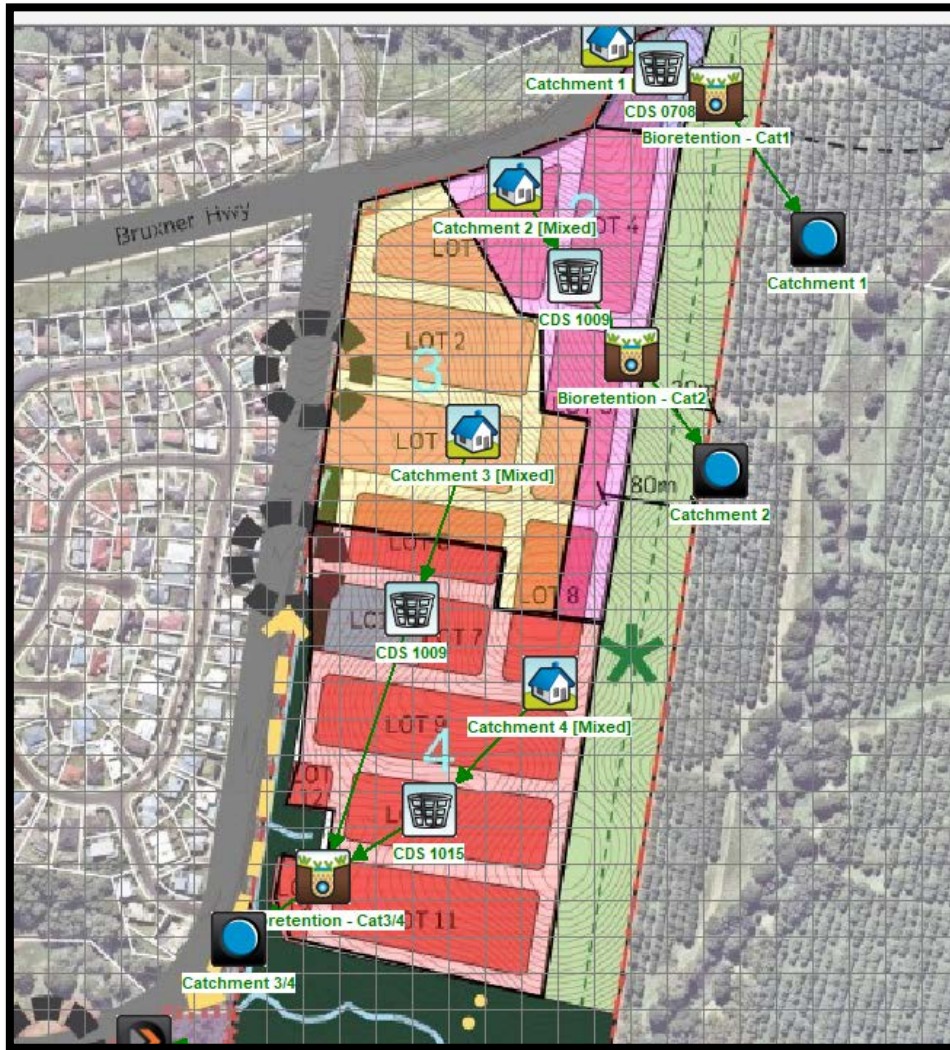 Catchment 1
CDS 0708
Bioretention - Cat1
Bruxner Hwy
2
LOT 4
Catchment 2 [Mixed]
LOT
Catchment 1
CDS 1009
LOT 2
3
Bioretention - Cat2
LOT
Catchment 3 [Mixed]
80m
Catchment 2
LOT 8
LOT 7
CDS 1009
Catchment 4 [Mixed]
LOT 9
4
LOT
CDS 1015
retention - Cat3/4
LOT 11
Catchment 3/4